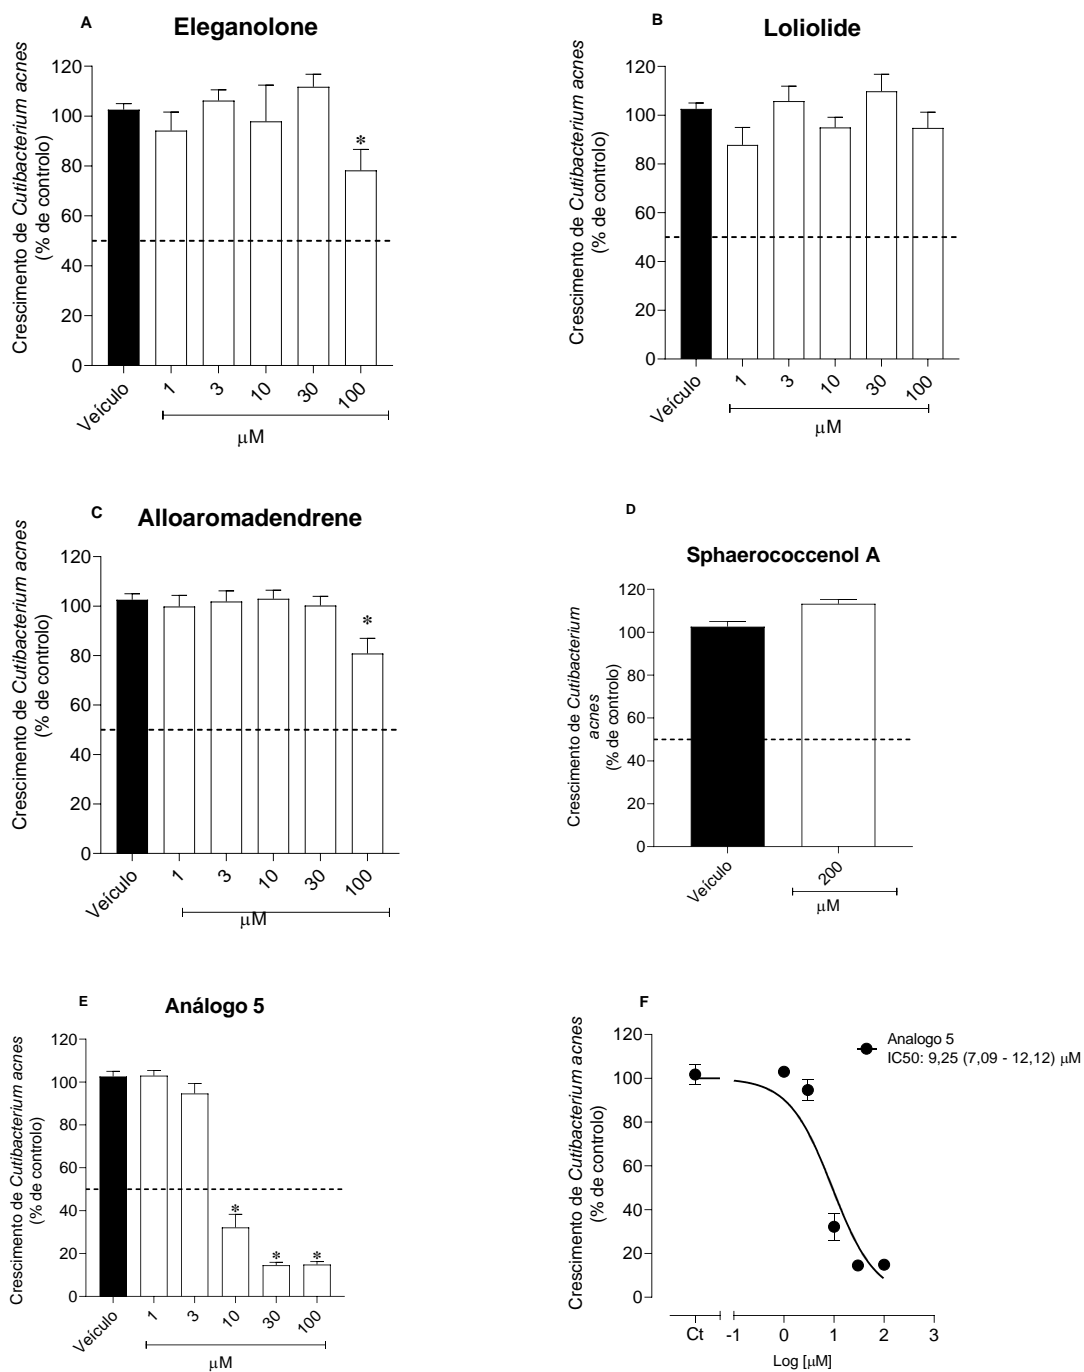 A
Eleganolone
Crescimento de Cutibacterium acnes
(% de controlo)
120
100
80
60
40
20
0
*
Veículo
1
3
10
30
100
μM
B
Loliolide
Crescimento de Cutibacterium acnes
(% de controlo)
120
100
80
60
40
20
0
Veículo
1
3
10
30
100
μM
C
Alloaromadendrene
Crescimento de Cutibacterium acnes
(% de controlo)
120
100
80
60
40
20
0
*
Veículo
1
3
10
30
100
μM
D
Sphaerococcenol A
Crescimento de Cutibacterium
acnes
(% de controlo)
120
100
80
60
40
20
0
Veículo
200
μM
E
Análogo 5
Crescimento de Cutibacterium acnes
(% de controlo)
120
100
80
60
40
20
0
*
*
*
Veículo
1
3
10
30
100
μM
F
Crescimento de Cutibacterium acnes
(% de controlo)
120
100
80
60
40
20
0
Analogo 5
IC50: 9,25 (7,09 - 12,12) μM
Ct
-1
0
1
2
3
Log [μM]